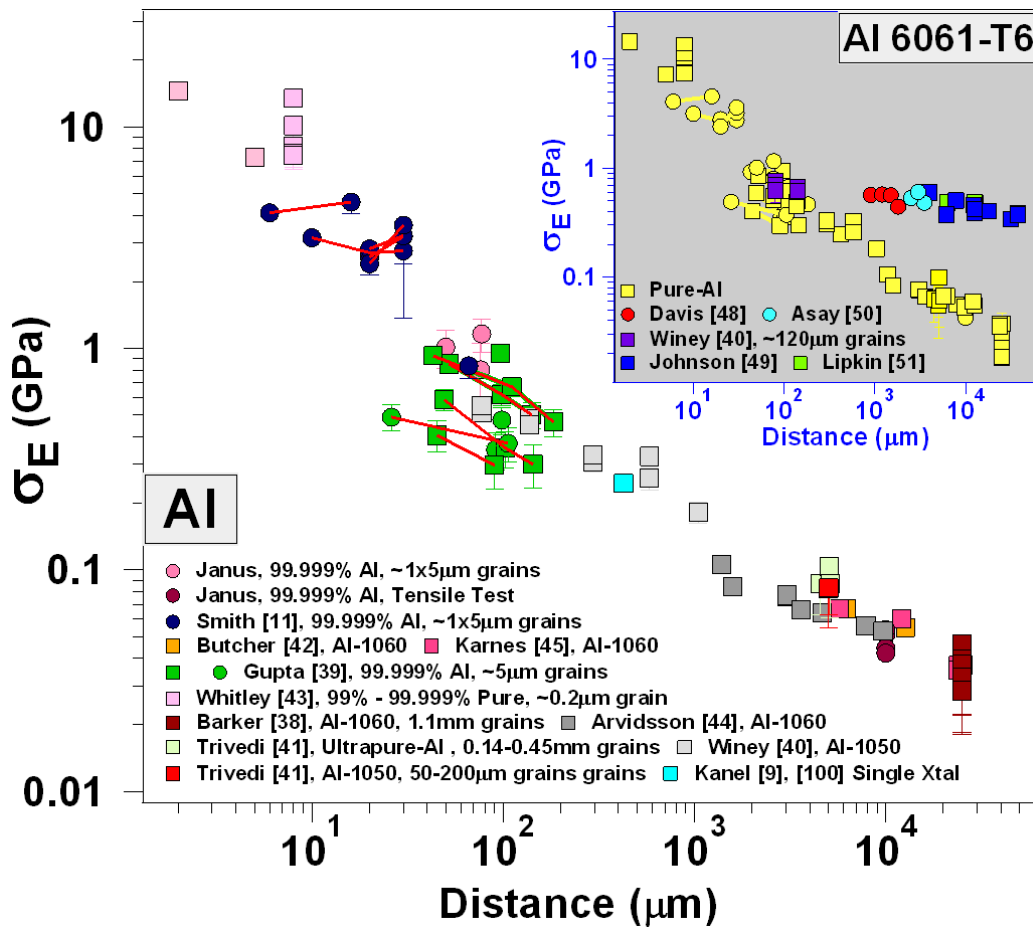 Al 6061-T6
10
1
0.1
0.01
σE (GPa)
10
1
0.1
σE (GPa)
Pure-Al
Davis [48] Asay [50]
Winey [40], ~120μm grains
Johnson [49] Lipkin [51]
10¹ 10² 10³ 10⁴
Distance (μm)
Al
Janus, 99.999% Al, ~1x5μm grains
Janus, 99.999% Al, Tensile Test
Smith [11], 99.999% Al, ~1x5μm grains
Butcher [42], Al-1060 Karnes [45], Al-1060
Gupta [39], 99.999% Al, ~5μm grains
Whitley [43], 99% - 99.999% Pure, ~0.2μm grain
Barker [38], Al-1060, 1.1mm grains Arvidsson [44], Al-1060
Trivedi [41], Ultrapure-Al , 0.14-0.45mm grains Winey [40], Al-1050
Trivedi [41], Al-1050, 50-200μm grains grains Kanel [9], [100] Single Xtal
10¹ 10² 10³ 10⁴
Distance (μm)